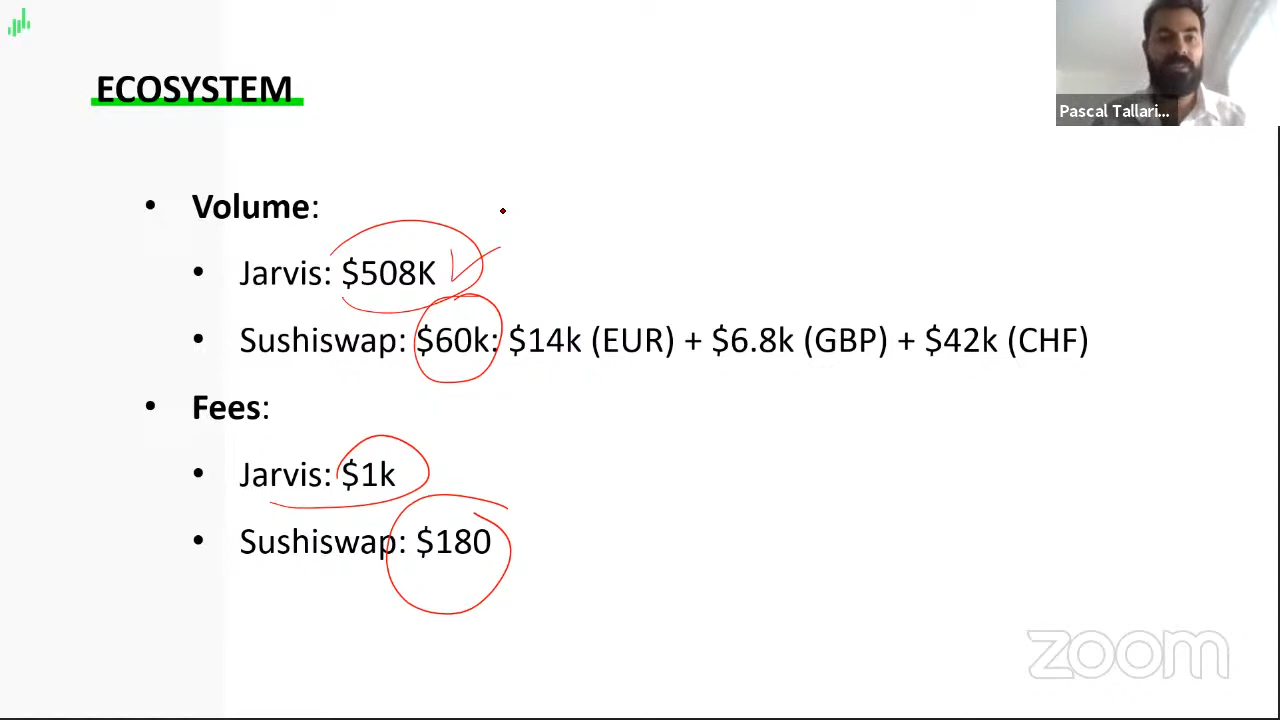 ECOSYSTEM
Pascal Tallari...
• Volume:
• Jarvis: $508K
• Sushiswap: $60k: $14k (EUR) + $6.8k (GBP) + $42k (CHF)
• Fees:
• Jarvis: $1k
• Sushiswap: $180
zoom